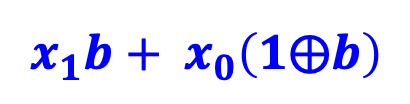 x₁b + x₀(1⊕b)